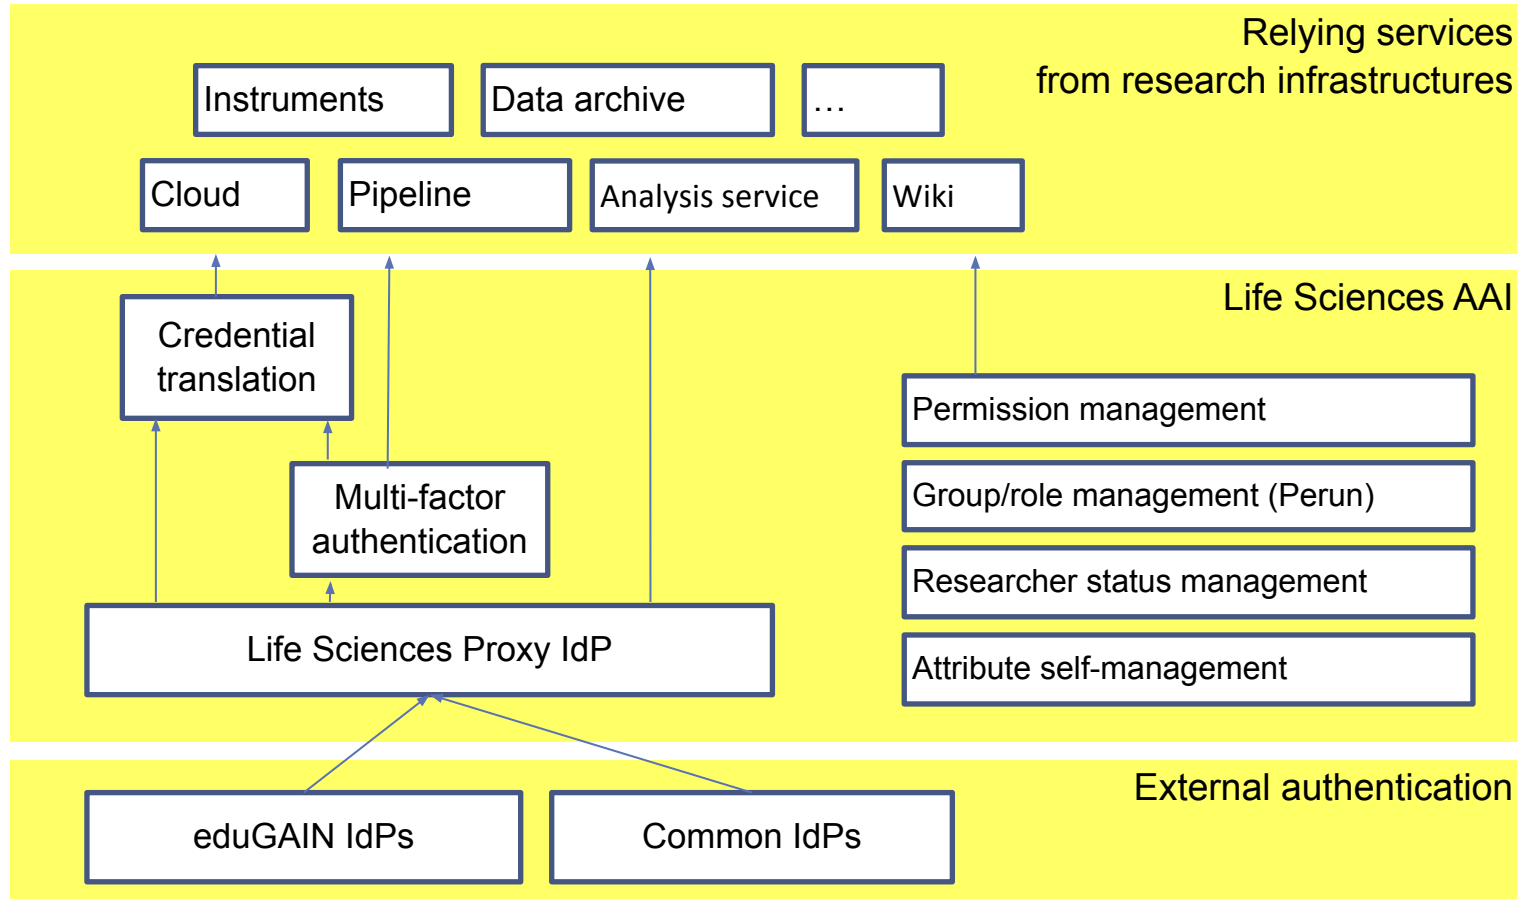 Relying services
from research infrastructures
Instruments
Data archive
…
Cloud
Pipeline
Analysis service
Wiki
Life Sciences AAI
Credential
translation
Permission management
Multi-factor
authentication
Group/role management (Perun)
Researcher status management
Life Sciences Proxy IdP
Attribute self-management
External authentication
eduGAIN IdPs
Common IdPs